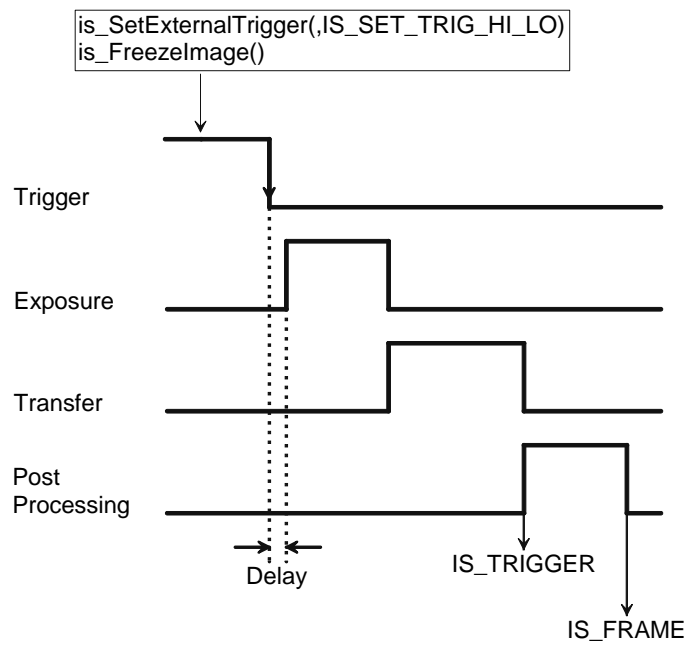 is_SetExternalTrigger(,IS_SET_TRIG_HI_LO)
is_FreezeImage()
Trigger
Exposure
Transfer
Post
Processing
Delay
IS_TRIGGER
IS_FRAME